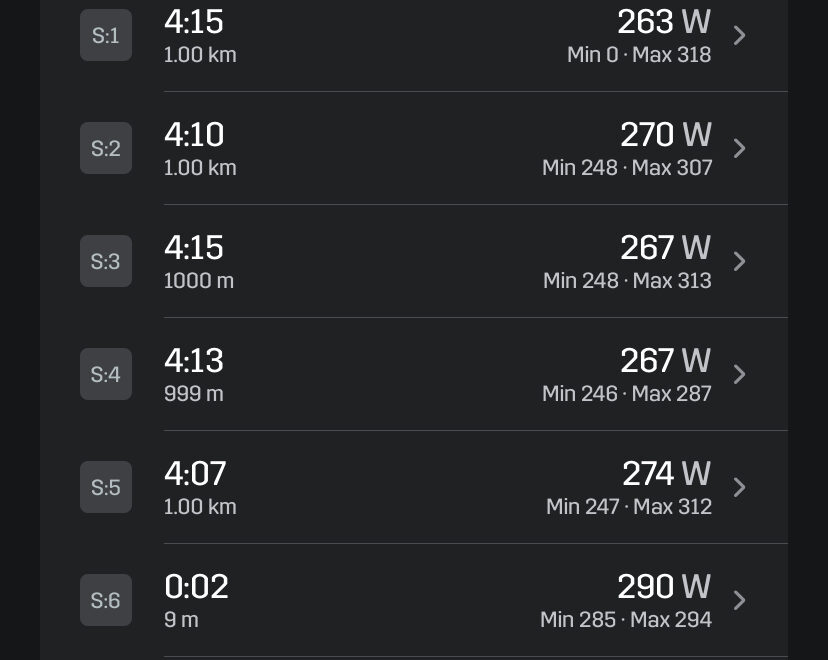 S:1 4:15 263 W
1.00 km Min 0 · Max 318
S:2 4:10 270 W
1.00 km Min 248 · Max 307
S:3 4:15 267 W
1000 m Min 248 · Max 313
S:4 4:13 267 W
999 m Min 246 · Max 287
S:5 4:07 274 W
1.00 km Min 247 · Max 312
S:6 0:02 290 W
9 m Min 285 · Max 294